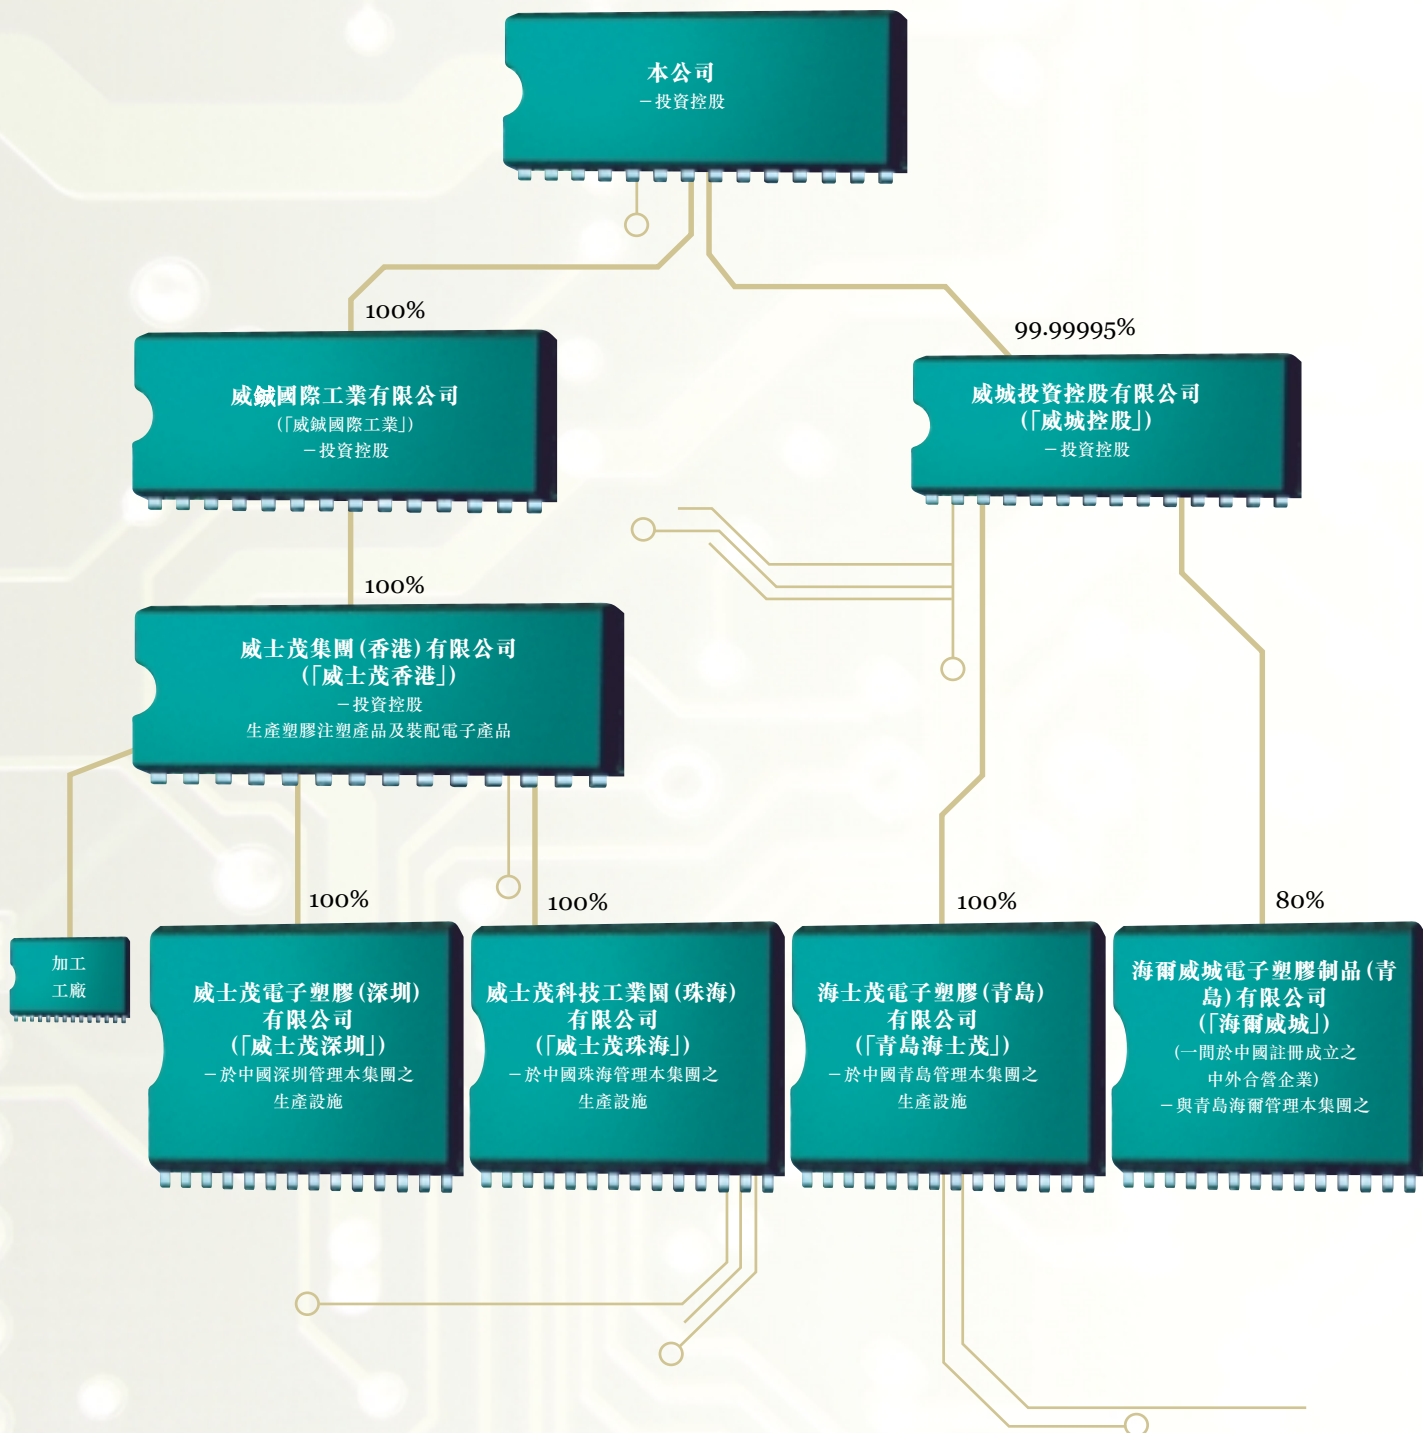 本公司
－投資控股
100%
99.99995%
威鋮國際工業有限公司
(「威鋮國際工業」)
－投資控股
威城投資控股有限公司
(「威城控股」)
－投資控股
100%
威士茂集團(香港)有限公司
(「威士茂香港」)
－投資控股
生產塑膠注塑產品及裝配電子產品
100%
100%
100%
80%
加工
工廠
威士茂電子塑膠(深圳)
有限公司
(「威士茂深圳」)
－於中國深圳管理本集團之
生產設施
威士茂科技工業園(珠海)
有限公司
(「威士茂珠海」)
－於中國珠海管理本集團之
生產設施
海士茂電子塑膠(青島)
有限公司
(「青島海士茂」)
－於中國青島管理本集團之
生產設施
海爾威城電子塑膠制品(青
島)有限公司
(「海爾威城」)
(一間於中國註冊成立之
中外合營企業)
－與青島海爾管理本集團之